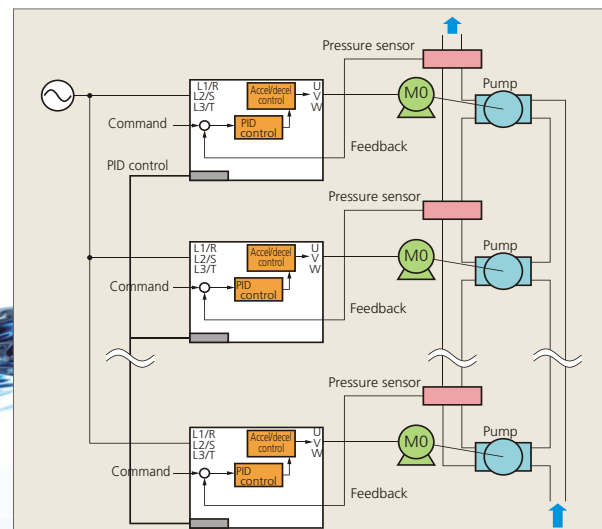 Pressure sensor
L1/R
L2/S
L3/T
Accel/decel
control
U
V
W
M0
Pump
Command
PID
control
PID control
Feedback
Pressure sensor
L1/R
L2/S
L3/T
Accel/decel
control
U
V
W
M0
Pump
Command
PID
control
Feedback
Pressure sensor
L1/R
L2/S
L3/T
Accel/decel
control
U
V
W
M0
Pump
Command
PID
control
Feedback